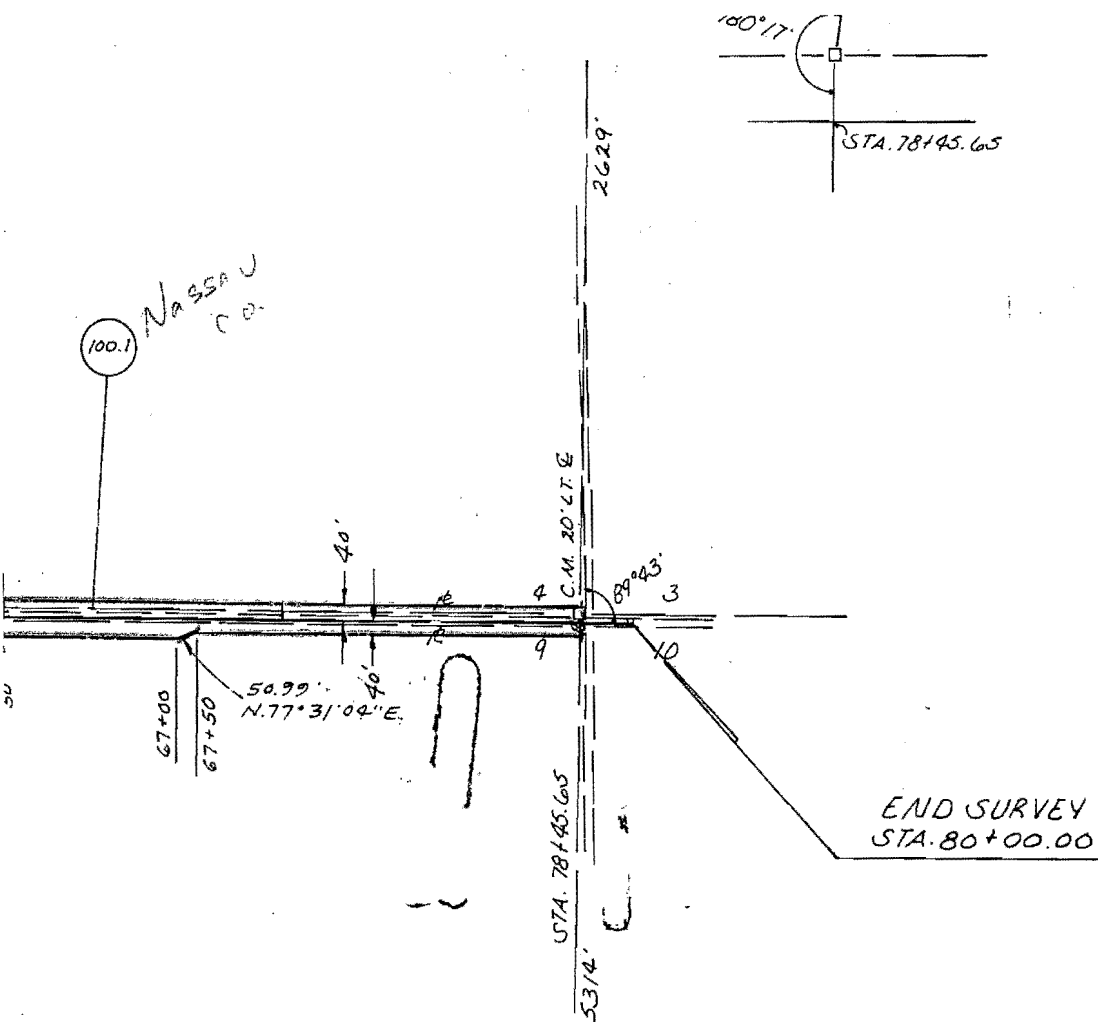 180°17'
STA. 78+45.65
2629'
Nassau
Co.
100.1
C.M. 20' LT. ℄
40'
4
89°43'
3
9
10
40'
50.99'
N.77°31'04"E.
67+00
67+50
50
STA. 78+45.65
5314'
END SURVEY
STA. 80+00.00